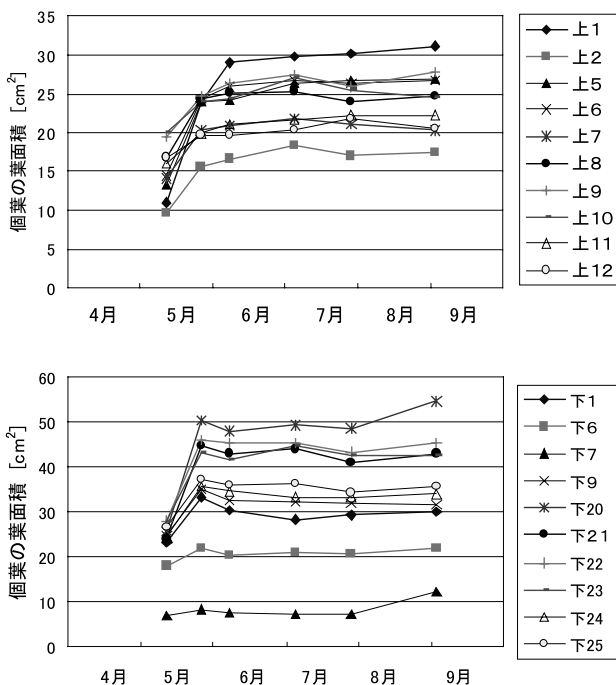 個葉の葉面積 [cm²]
35
30
25
20
15
10
5
0
4月 5月 6月 7月 8月 9月
上1
上2
上5
上6
上7
上8
上9
上10
上11
上12
個葉の葉面積 [cm²]
60
50
40
30
20
10
0
4月 5月 6月 7月 8月 9月
下1
下6
下7
下9
下20
下21
下22
下23
下24
下25